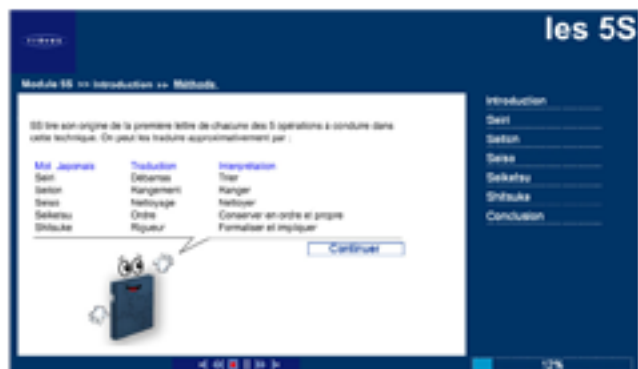 les 5S
Module 5S >> Introduction >> Méthode.
5S tire son origine de la première lettre de chacune des 5 opérations à conduire dans
cette technique. On peut les traduire approximativement par :
Mot Japonais Traduction Interprétation
Seiri Débarras Trier
Seiton Rangement Ranger
Seiso Nettoyage Nettoyer
Seiketsu Ordre Conserver en ordre et propre
Shitsuke Rigueur Formaliser et impliquer
Continuer
Introduction
Seiri
Seiton
Seiso
Seiketsu
Shitsuke
Conclusion
12%